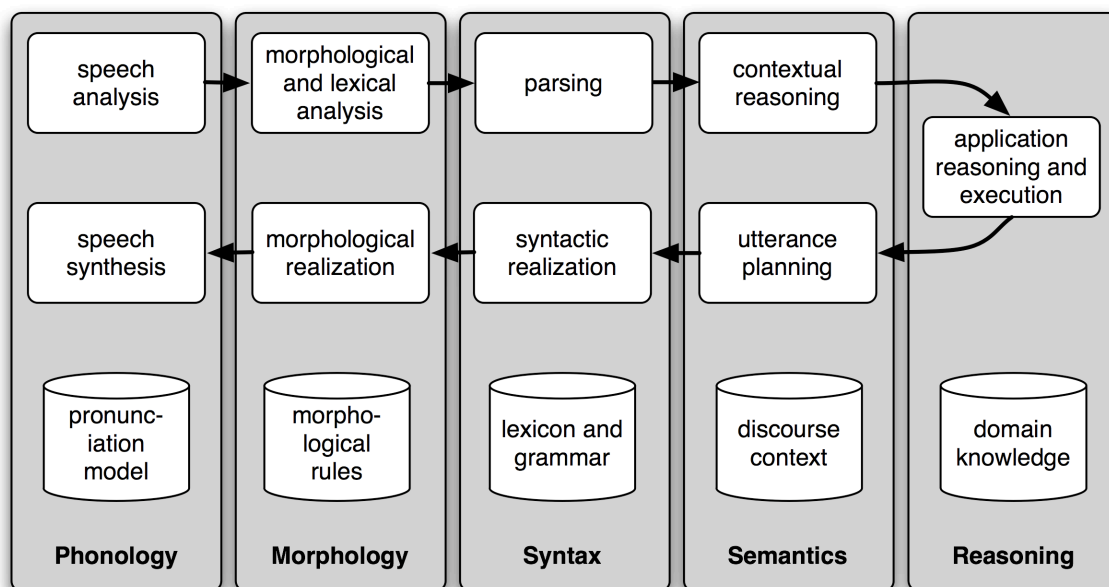 speech
analysis
morphological
and lexical
analysis
parsing
contextual
reasoning
application
reasoning and
execution
speech
synthesis
morphological
realization
syntactic
realization
utterance
planning
pronunc-
iation
model
morpho-
logical
rules
lexicon and
grammar
discourse
context
domain
knowledge
Phonology
Morphology
Syntax
Semantics
Reasoning